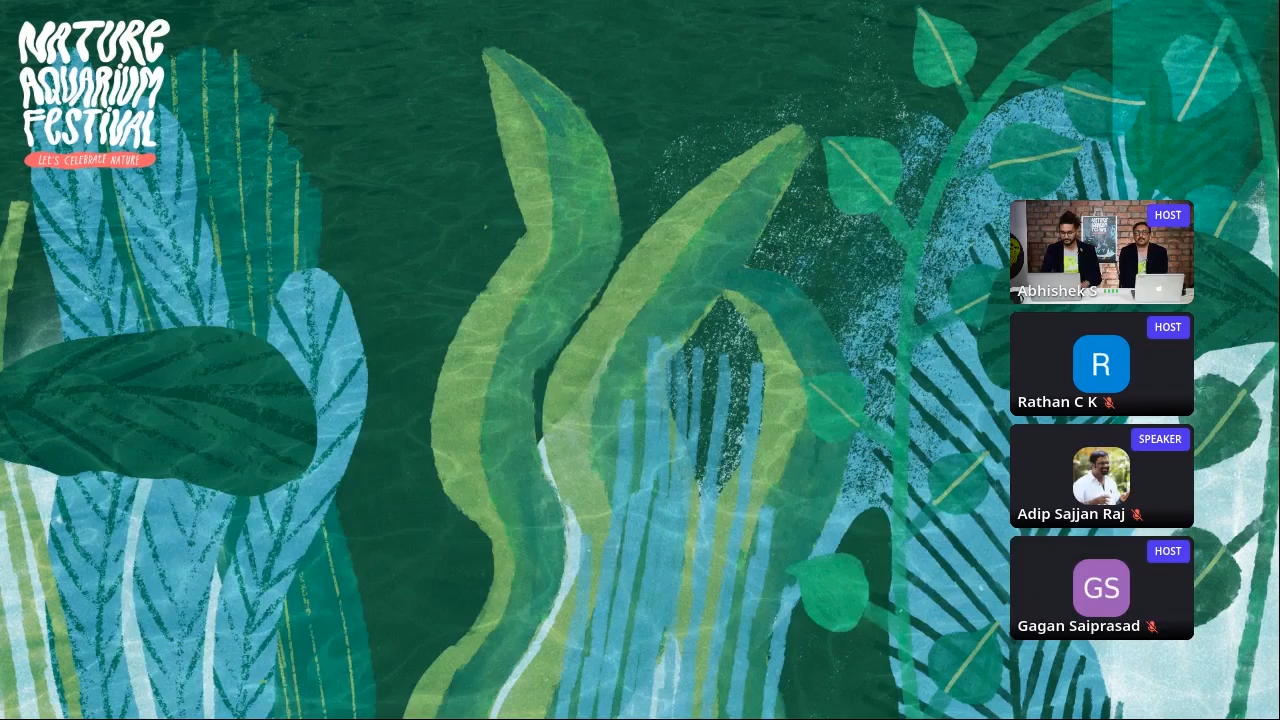 NATURE
AQUARIUM
FESTIVAL
LET'S CELEBRATE NATURE
HOST
Abhishek S
HOST
R
Rathan C K
SPEAKER
Adip Sajjan Raj
HOST
GS
Gagan Saiprasad